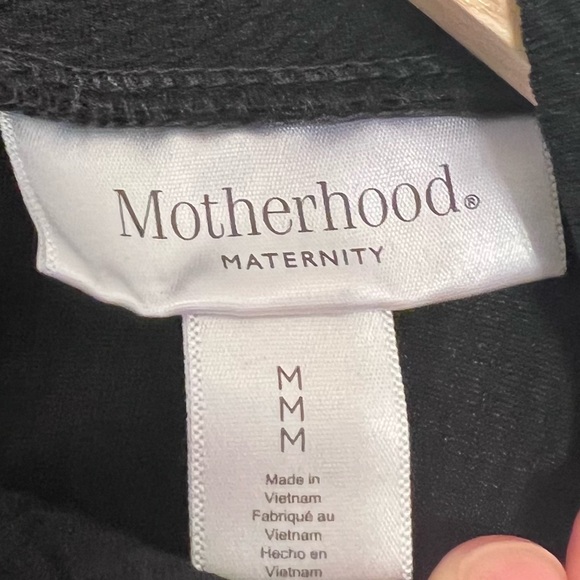 Motherhood®
MATERNITY
M
M
M
Made in
Vietnam
Fabriqué au
Vietnam
Hecho en
Vietnam